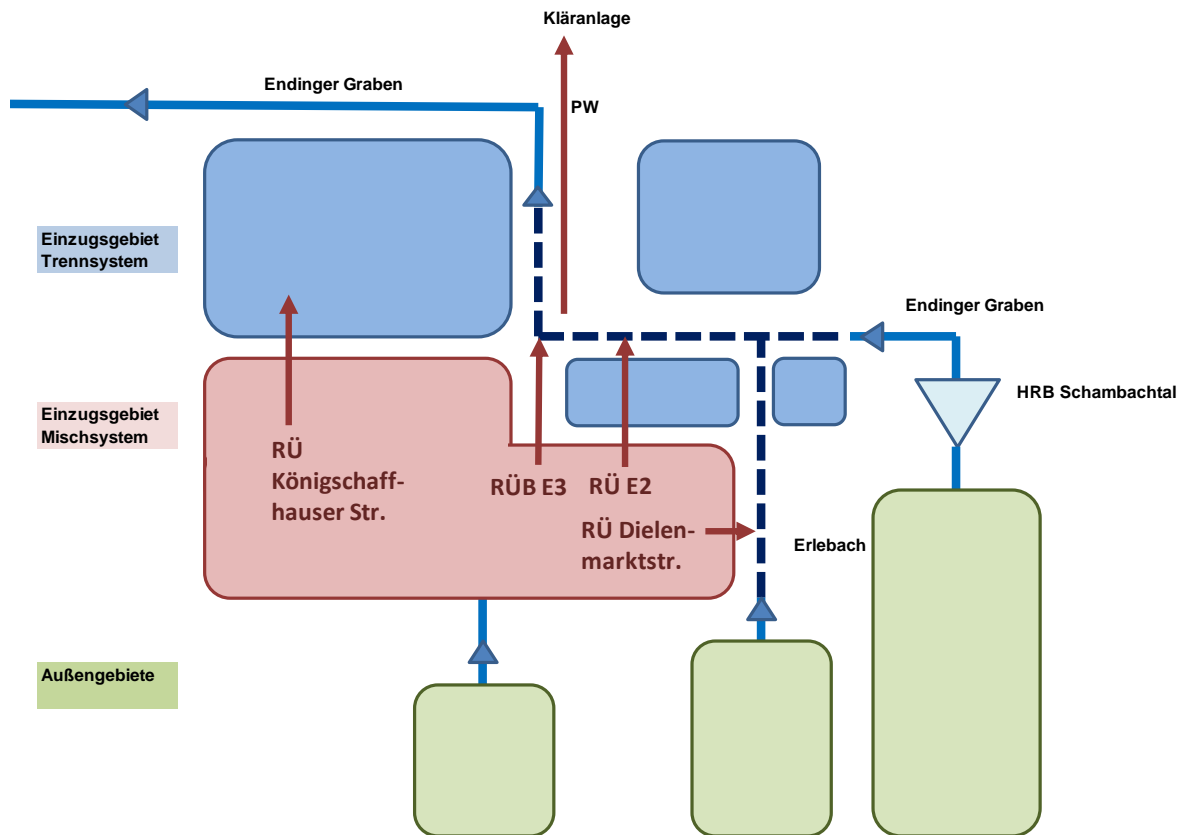 Kläranlage
Endinger Graben
PW
Einzugsgebiet
Trennsystem
Endinger Graben
HRB Schambachtal
Einzugsgebiet
Mischsystem
RÜ
Königschaff-
hauser Str.
RÜB E3
RÜ E2
RÜ Dielen-
marktstr.
Erlebach
Außengebiete